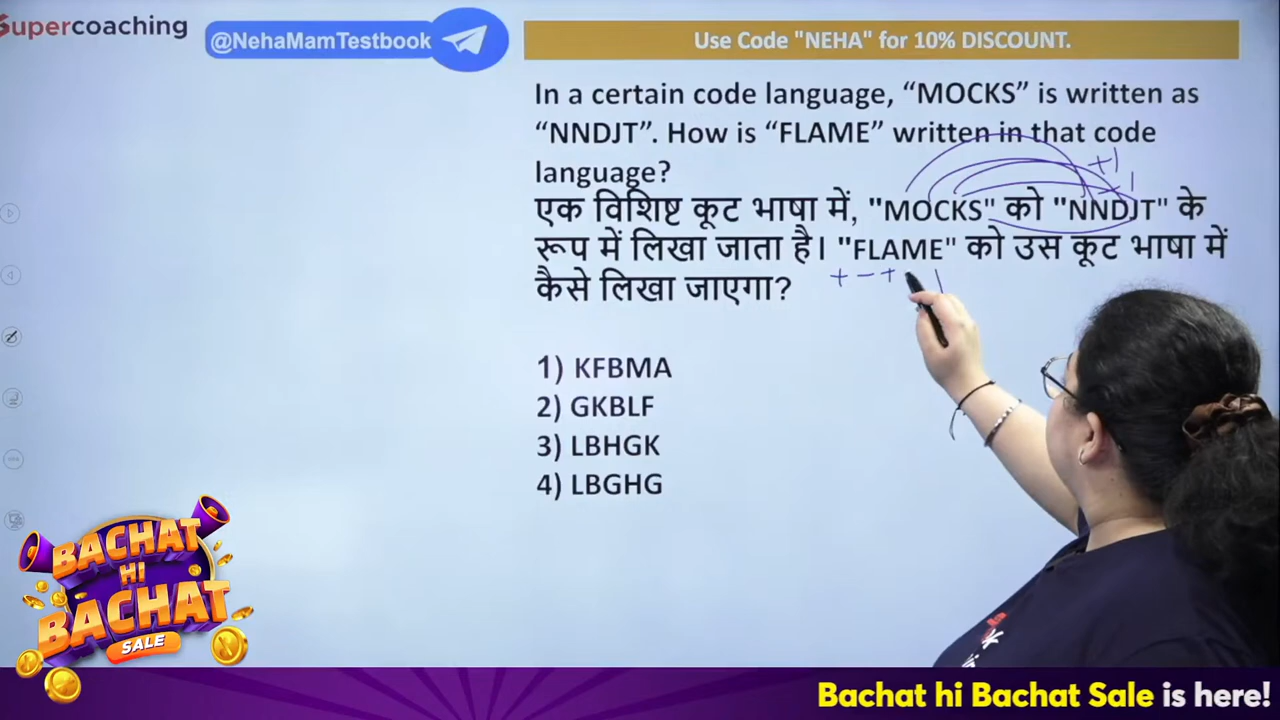 Supercoaching
@NehaMamTestbook
Use Code "NEHA" for 10% DISCOUNT.
In a certain code language, “MOCKS” is written as
“NNDJT”. How is “FLAME” written in that code
language?
+1
-1
एक विशिष्ट कूट भाषा में, "MOCKS" को "NNDJT" के
रूप में लिखा जाता है। "FLAME" को उस कूट भाषा में
+ - +
कैसे लिखा जाएगा?
1) KFBMA
2) GKBLF
3) LBHGK
4) LBGHG
BACHAT
HI
BACHAT
SALE
Bachat hi Bachat Sale is here!